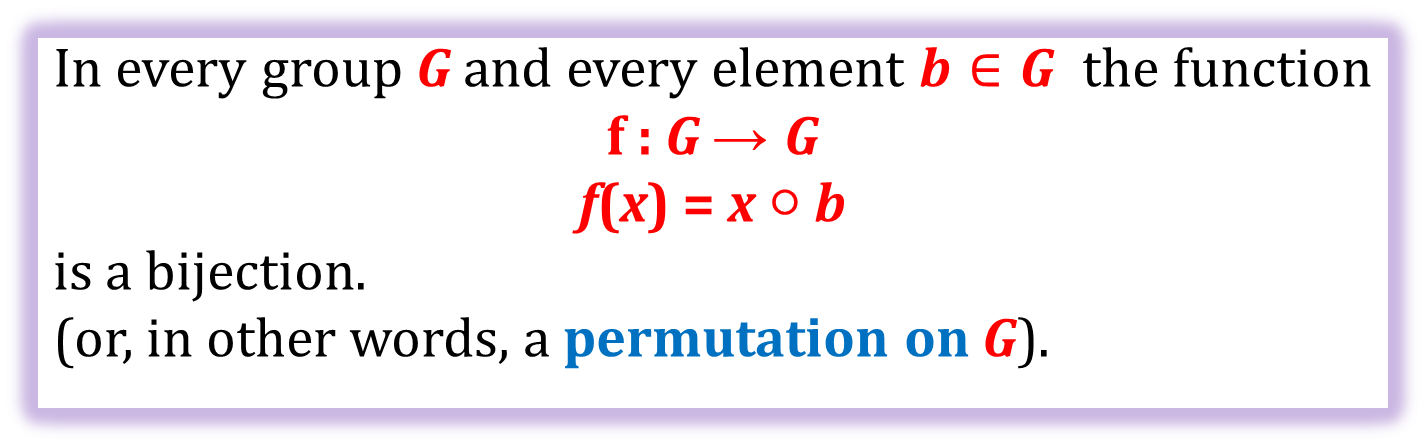 In every group G and every element b ∈ G the function
f : G → G
f(x) = x ○ b
is a bijection.
(or, in other words, a permutation on G).